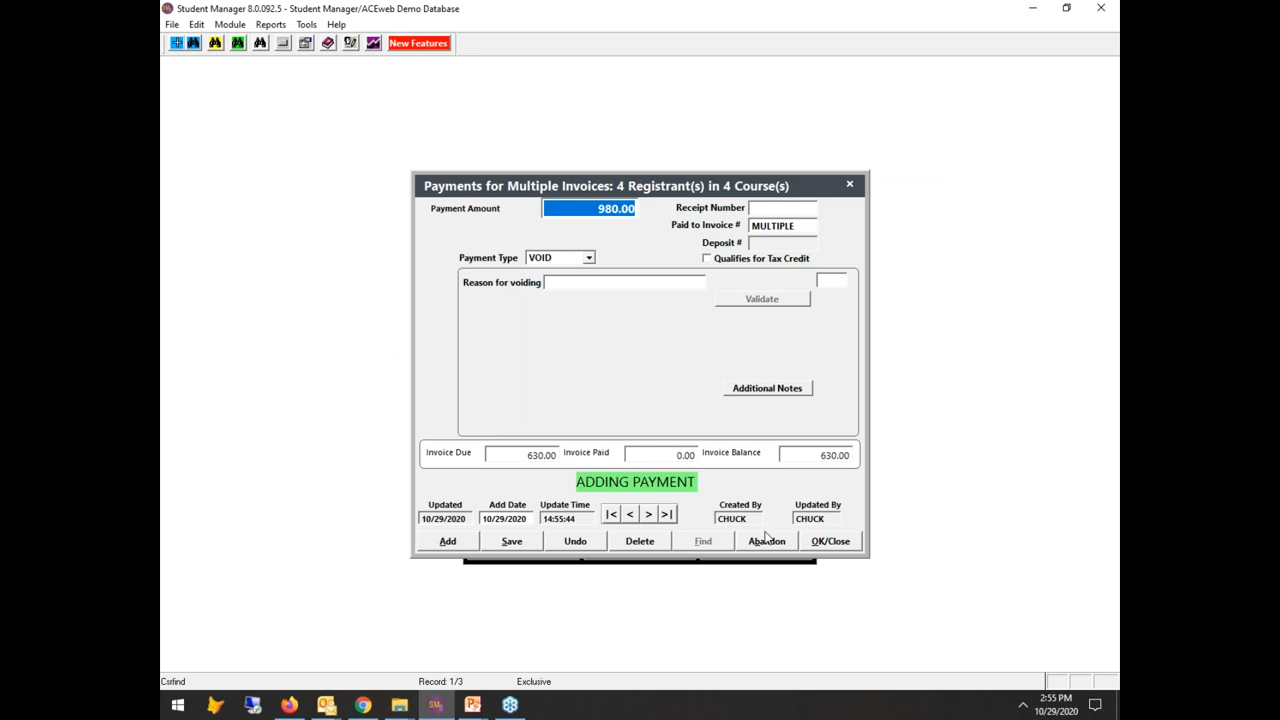 Student Manager 8.0.092.5 - Student Manager/ACEweb Demo Database
File Edit Module Reports Tools Help
New Features
Payments for Multiple Invoices: 4 Registrant(s) in 4 Course(s)
Payment Amount 980.00 Receipt Number
Paid to Invoice # MULTIPLE
Deposit #
Payment Type VOID Qualifies for Tax Credit
Reason for voiding
Validate
Additional Notes
Invoice Due 630.00 Invoice Paid 0.00 Invoice Balance 630.00
ADDING PAYMENT
Updated Add Date Update Time Created By Updated By
10/29/2020 10/29/2020 14:55:44 |< < > >| CHUCK CHUCK
Add Save Undo Delete Find Abandon OK/Close
Csrfind Record: 1/3 Exclusive
2:55 PM
10/29/2020